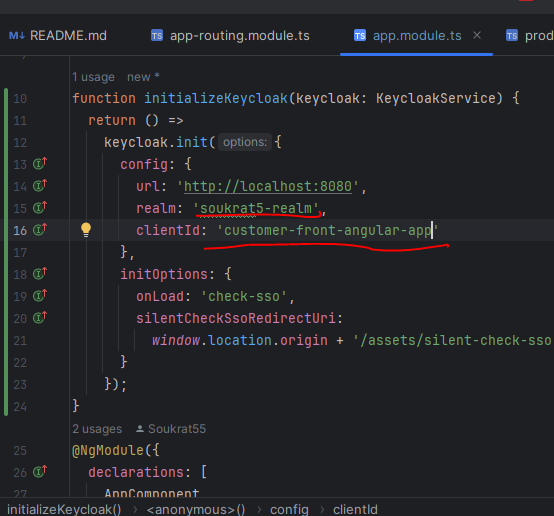 README.md app-routing.module.ts app.module.ts prod
1 usage new *
10 function initializeKeycloak(keycloak: KeycloakService) {
11 return () =>
12 keycloak.init( options: {
13 config: {
14 url: 'http://localhost:8080',
15 realm: 'soukrat5-realm',
16 clientId: 'customer-front-angular-app'
17 },
18 initOptions: {
19 onLoad: 'check-sso',
20 silentCheckSsoRedirectUri:
21 window.location.origin + '/assets/silent-check-sso
22 }
23 });
24 }
2 usages Soukrat55
25 @NgModule({
26 declarations: [
27 AppComponent
initializeKeycloak() > <anonymous>() > config > clientId